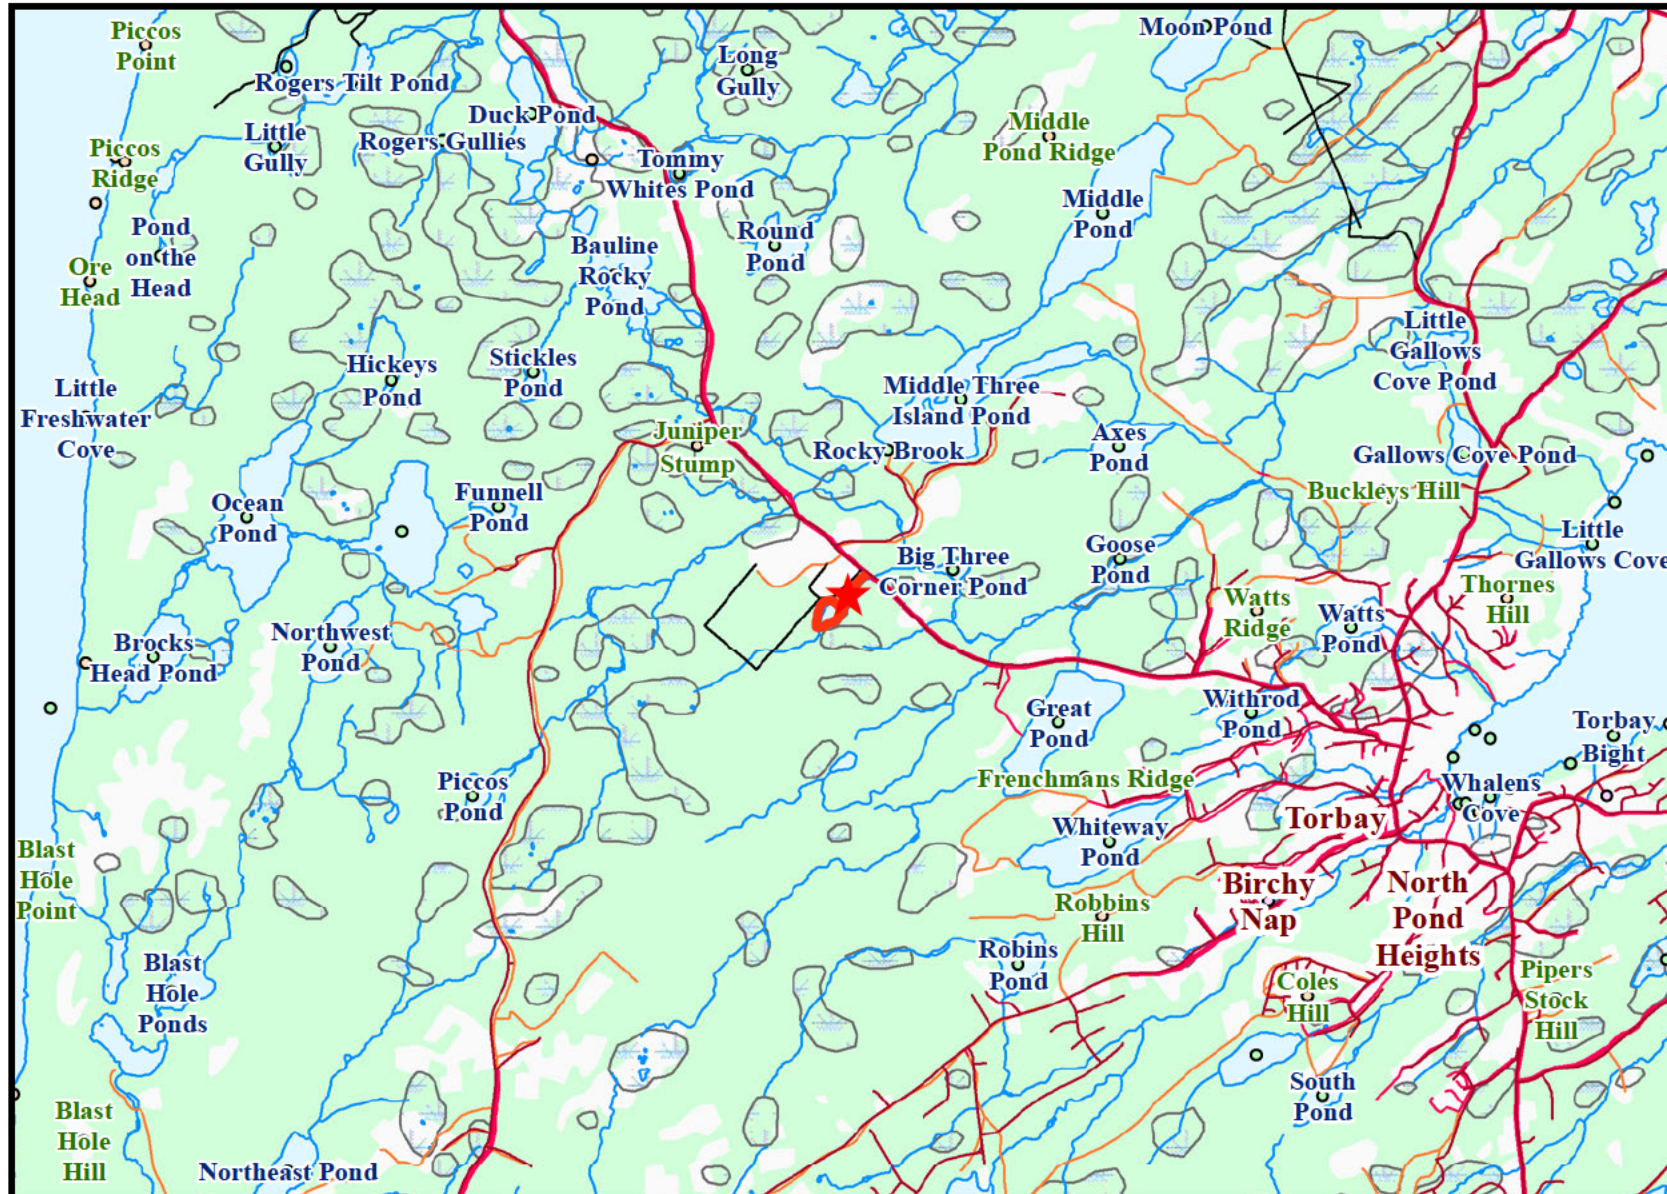 Piccos
Point
Rogers Tilt Pond
Long
Gully
Moon Pond
Duck Pond
Little
Gully
Rogers Gullies
Piccos
Ridge
Tommy
Whites Pond
Middle
Pond Ridge
Middle
Pond
Pond
on the
Head
Ore
Head
Bauline
Rocky
Pond
Round
Pond
Little
Gallows
Cove Pond
Hickeys
Pond
Stickles
Pond
Little
Freshwater
Cove
Middle Three
Island Pond
Juniper
Stump
Rocky Brook
Axes
Pond
Gallows Cove Pond
Buckleys Hill
Ocean
Pond
Funnell
Pond
Little
Gallows Cove
Big Three
Corner Pond
Goose
Pond
Watts
Ridge
Watts
Pond
Thornes
Hill
Brocks
Head Pond
Northwest
Pond
Great
Pond
Withrod
Pond
Torbay
Bight
Piccos
Pond
Frenchmans Ridge
Whalens
Cove
Whiteway
Pond
Torbay
Blast
Hole
Point
Birchy
Nap
North
Pond
Heights
Robbins
Hill
Robins
Pond
Blast
Hole
Ponds
Coles
Hill
Pipers
Stock
Hill
South
Pond
Blast
Hole
Hill
Northeast Pond